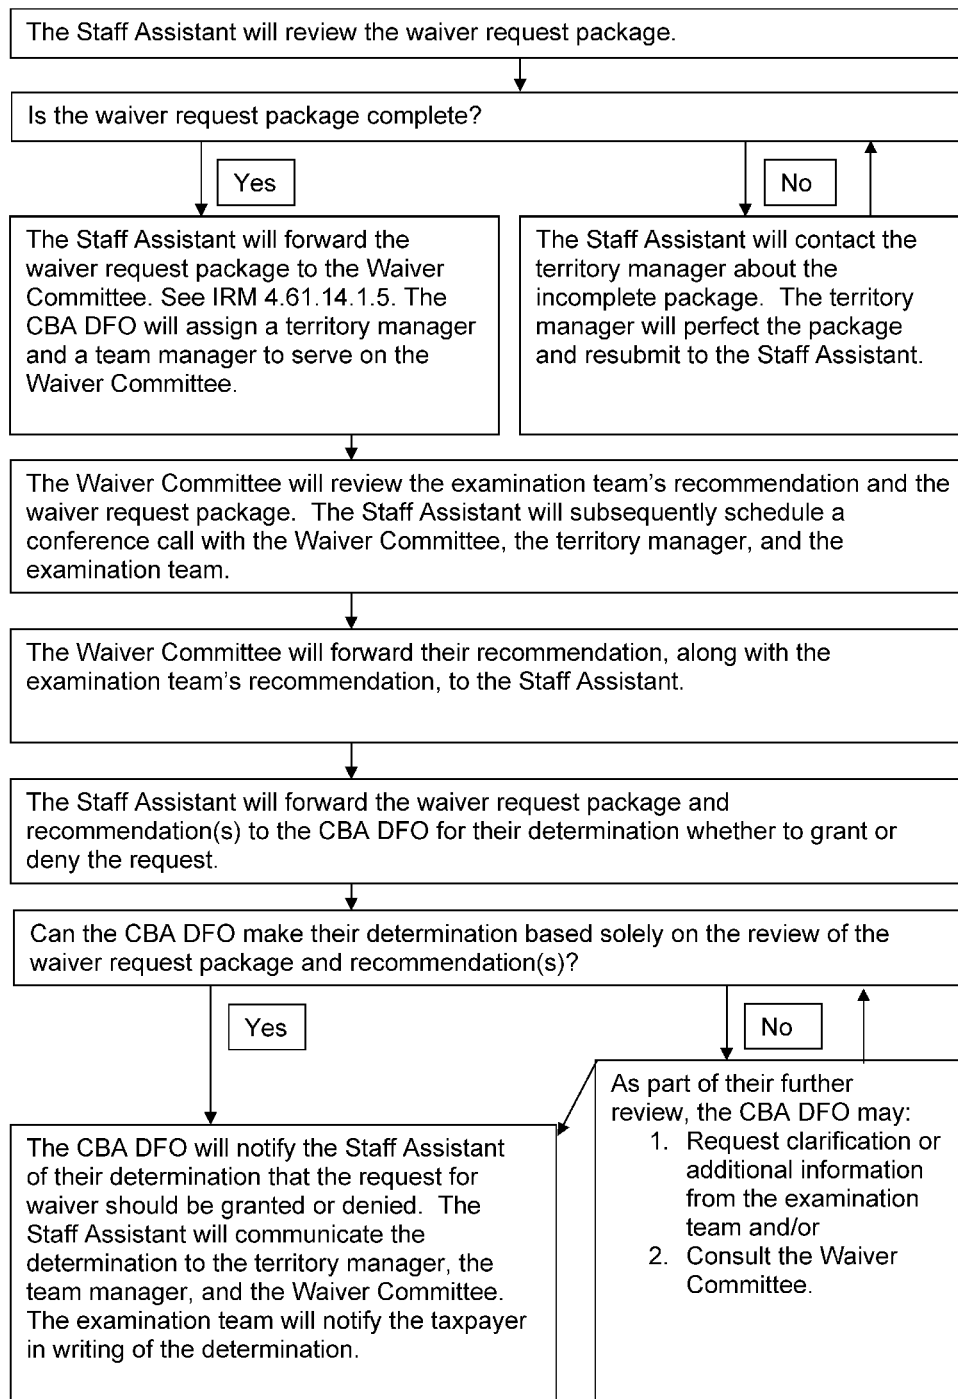 The Staff Assistant will review the waiver request package.
Is the waiver request package complete?
Yes
No
The Staff Assistant will forward the
waiver request package to the Waiver
Committee. See IRM 4.61.14.1.5. The
CBA DFO will assign a territory manager
and a team manager to serve on the
Waiver Committee.
The Staff Assistant will contact the
territory manager about the
incomplete package.  The territory
manager will perfect the package
and resubmit to the Staff Assistant.
The Waiver Committee will review the examination team’s recommendation and the
waiver request package.  The Staff Assistant will subsequently schedule a
conference call with the Waiver Committee, the territory manager, and the
examination team.
The Waiver Committee will forward their recommendation, along with the
examination team’s recommendation, to the Staff Assistant.
The Staff Assistant will forward the waiver request package and
recommendation(s) to the CBA DFO for their determination whether to grant or
deny the request.
Can the CBA DFO make their determination based solely on the review of the
waiver request package and recommendation(s)?
Yes
No
The CBA DFO will notify the Staff Assistant
of their determination that the request for
waiver should be granted or denied.  The
Staff Assistant will communicate the
determination to the territory manager, the
team manager, and the Waiver Committee.
The examination team will notify the taxpayer
in writing of the determination.
As part of their further
review, the CBA DFO may:
1. Request clarification or
additional information
from the examination
team and/or
2. Consult the Waiver
Committee.